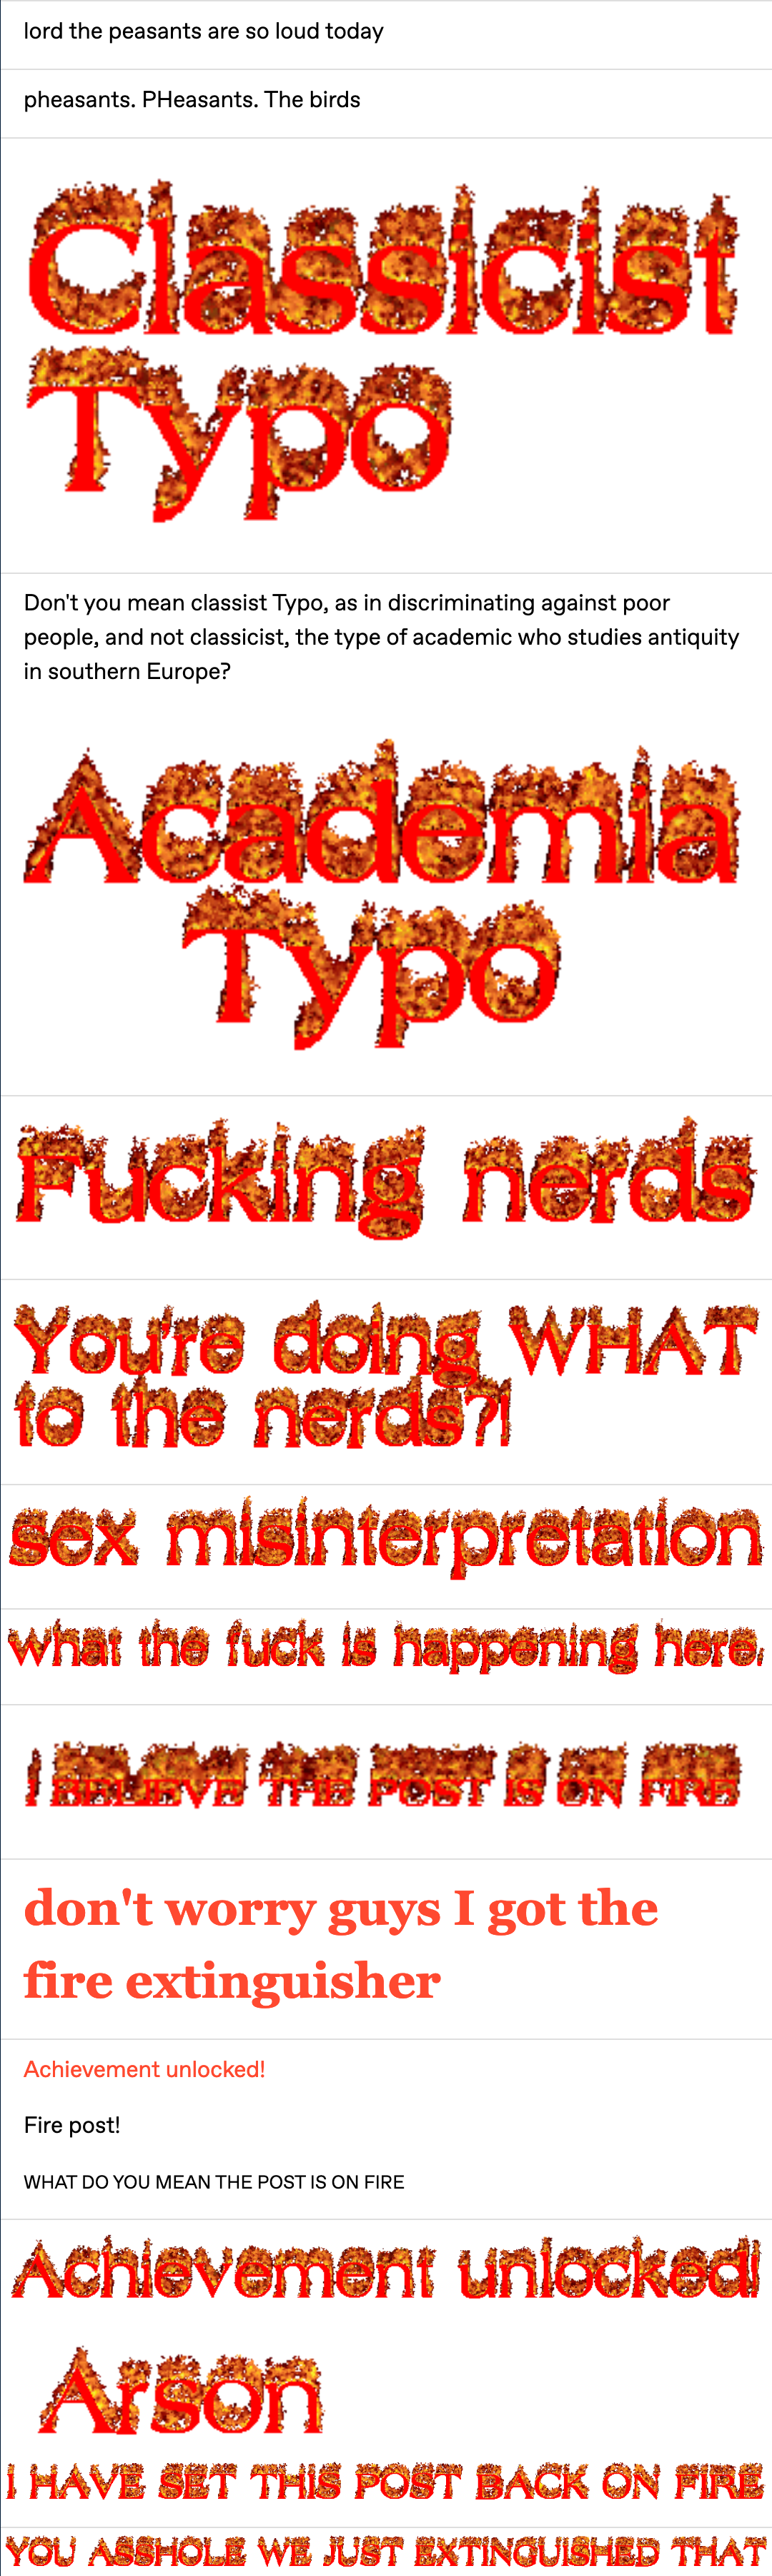 lord the peasants are so loud today
pheasants. PHeasants. The birds
Classicist
Typo
Don't you mean classist Typo, as in discriminating against poor
people, and not classicist, the type of academic who studies antiquity
in southern Europe?
Academia
Typo
Fucking nerds
You're doing WHAT
to the nerds?!
sex misinterpretation
what the fuck is happening here.
I BELIEVE THE POST IS ON FIRE
don't worry guys I got the
fire extinguisher
Achievement unlocked!
Fire post!
WHAT DO YOU MEAN THE POST IS ON FIRE
Achievement unlocked!
Arson
I HAVE SET THIS POST BACK ON FIRE
YOU ASSHOLE WE JUST EXTINGUISHED THAT